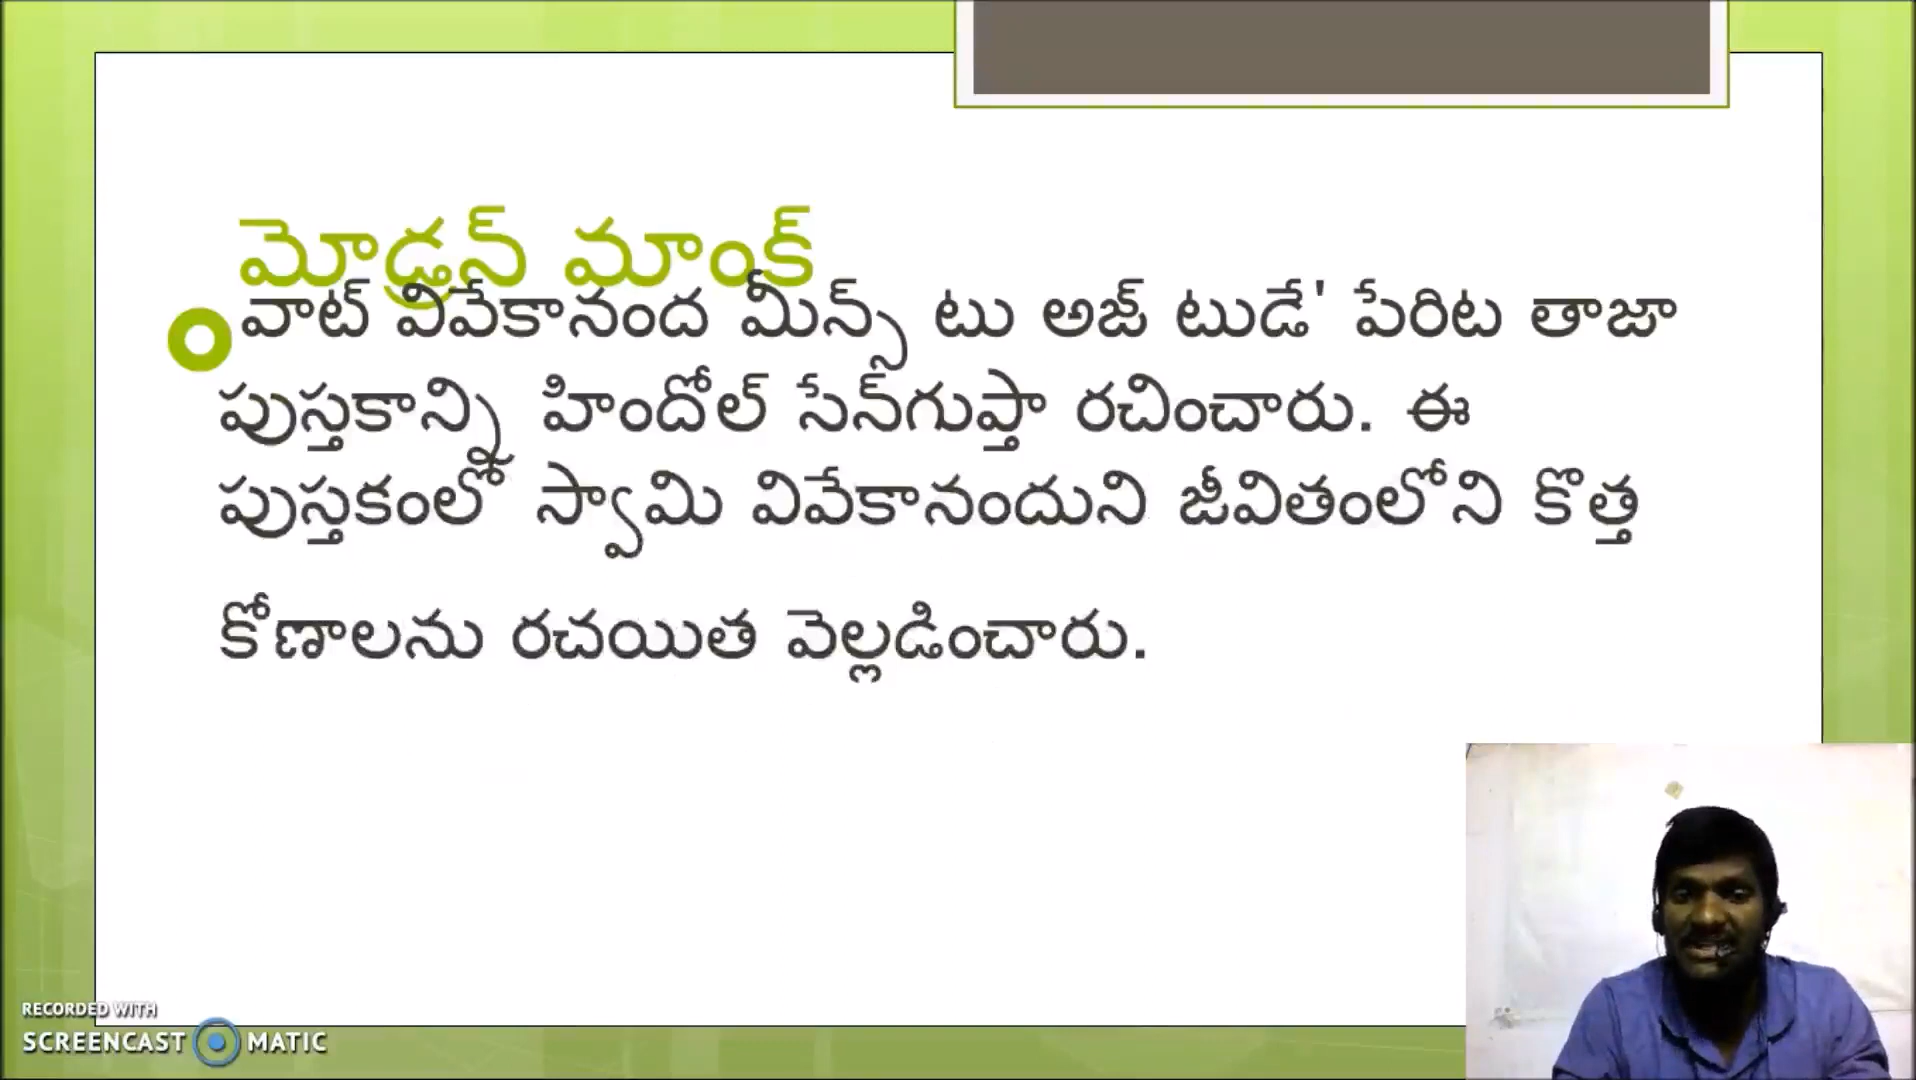 మోడ్రన్ మాంక్
వాట్ వివేకానంద మీన్స్ టు అజ్ టుడే' పేరిట తాజా
పుస్తకాన్ని హిందోల్ సేన్‌గుప్తా రచించారు. ఈ
పుస్తకంలో స్వామి వివేకానందుని జీవితంలోని కొత్త
కోణాలను రచయిత వెల్లడించారు.
RECORDED WITH
SCREENCAST MATIC